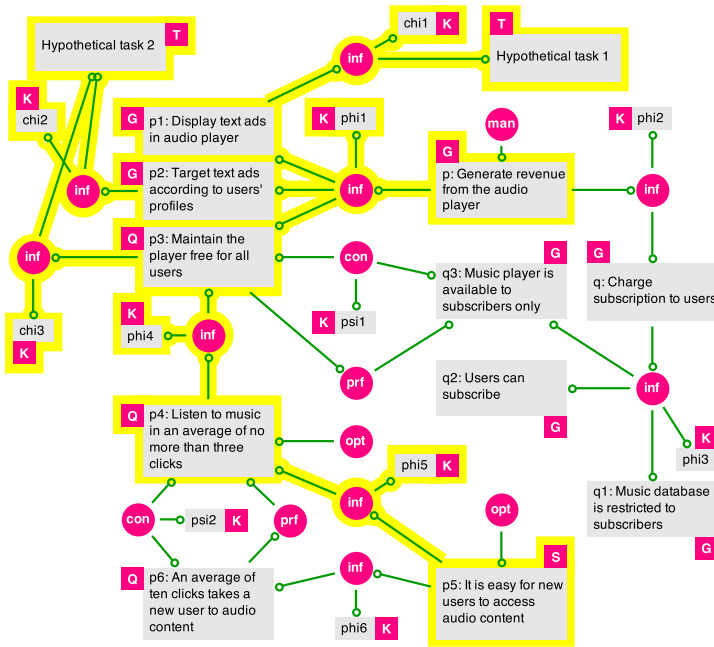 chi1
K
T
T
Hypothetical task 2
inf
Hypothetical task 1
K
chi2
G
p1: Display text ads
in audio player
K
phi1
man
K
phi2
G
p2: Target text ads
according to users'
profiles
inf
inf
G
p: Generate revenue
from the audio
player
inf
Q
p3: Maintain the
player free for all
users
inf
con
G
q3: Music player is
available to
subscribers only
G
q: Charge
subscription to users
K
phi4
chi3
K
inf
K
psi1
prf
q2: Users can
subscribe
G
inf
Q
p4: Listen to music
in an average of no
more than three
clicks
opt
K
phi3
phi5
K
q1: Music database
is restricted to
subscribers
G
inf
opt
con
psi2
K
prf
S
Q
p6: An average of
ten clicks takes a
new user to audio
content
inf
p5: It is easy for new
users to access
audio content
phi6
K